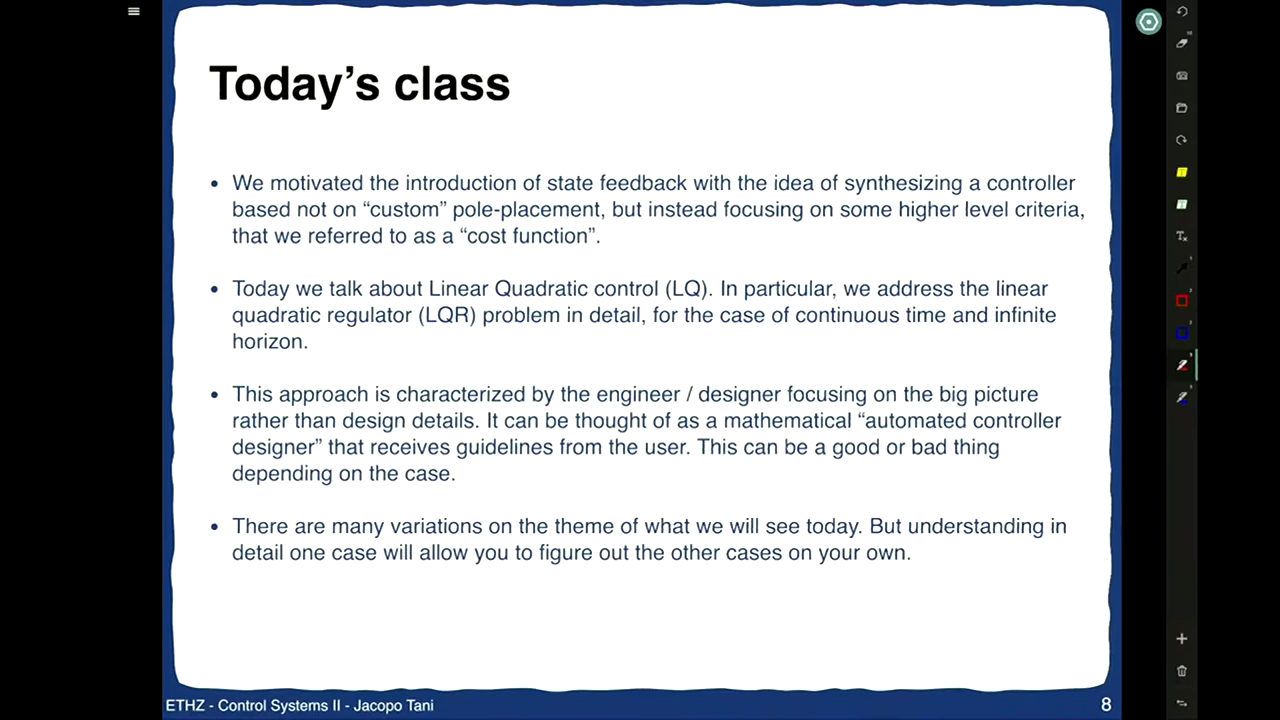 Today’s class
• We motivated the introduction of state feedback with the idea of synthesizing a controller
based not on “custom” pole-placement, but instead focusing on some higher level criteria,
that we referred to as a “cost function”.
• Today we talk about Linear Quadratic control (LQ). In particular, we address the linear
quadratic regulator (LQR) problem in detail, for the case of continuous time and infinite
horizon.
• This approach is characterized by the engineer / designer focusing on the big picture
rather than design details. It can be thought of as a mathematical “automated controller
designer” that receives guidelines from the user. This can be a good or bad thing
depending on the case.
• There are many variations on the theme of what we will see today. But understanding in
detail one case will allow you to figure out the other cases on your own.
ETHZ - Control Systems II - Jacopo Tani
8